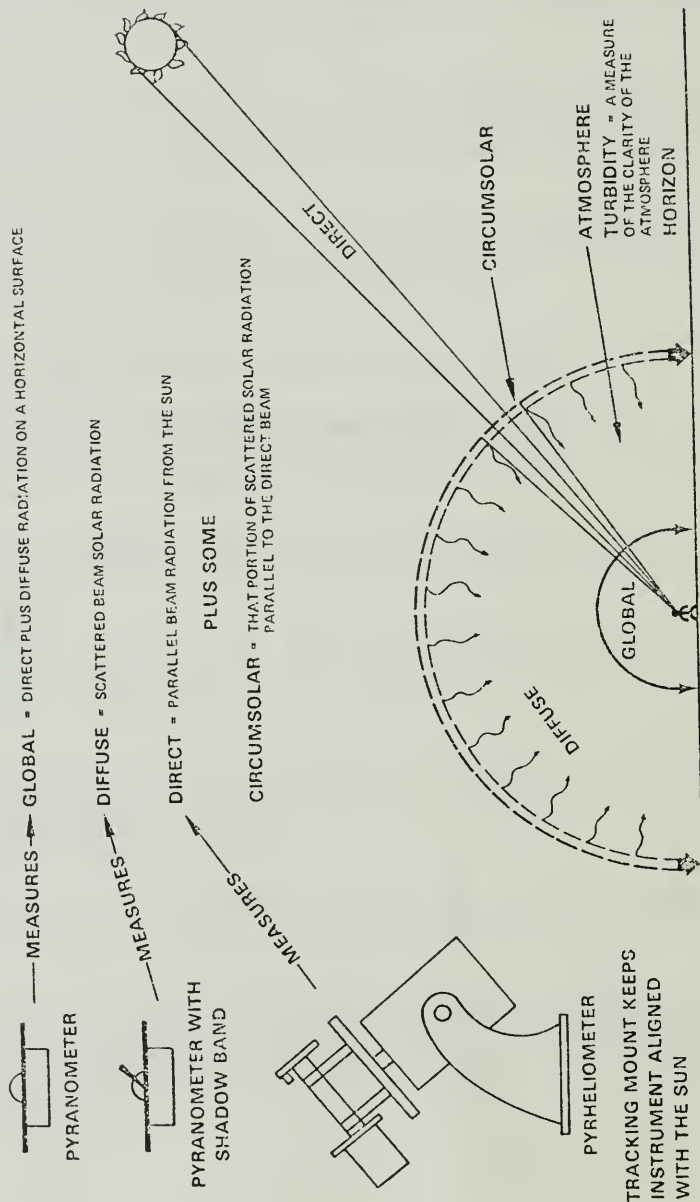 PYRANOMETER
MEASURES
GLOBAL = DIRECT PLUS DIFFUSE RADIATION ON A HORIZONTAL SURFACE
PYRANOMETER WITH
SHADOW BAND
MEASURES
DIFFUSE = SCATTERED BEAM SOLAR RADIATION
MEASURES
DIRECT = PARALLEL BEAM RADIATION FROM THE SUN
PLUS SOME
CIRCUMSOLAR = THAT PORTION OF SCATTERED SOLAR RADIATION
PARALLEL TO THE DIRECT BEAM
PYRHELIOMETER
TRACKING MOUNT KEEPS
INSTRUMENT ALIGNED
WITH THE SUN
DIRECT
CIRCUMSOLAR
ATMOSPHERE
TURBIDITY = A MEASURE
OF THE CLARITY OF THE
ATMOSPHERE
HORIZON
DIFFUSE
GLOBAL